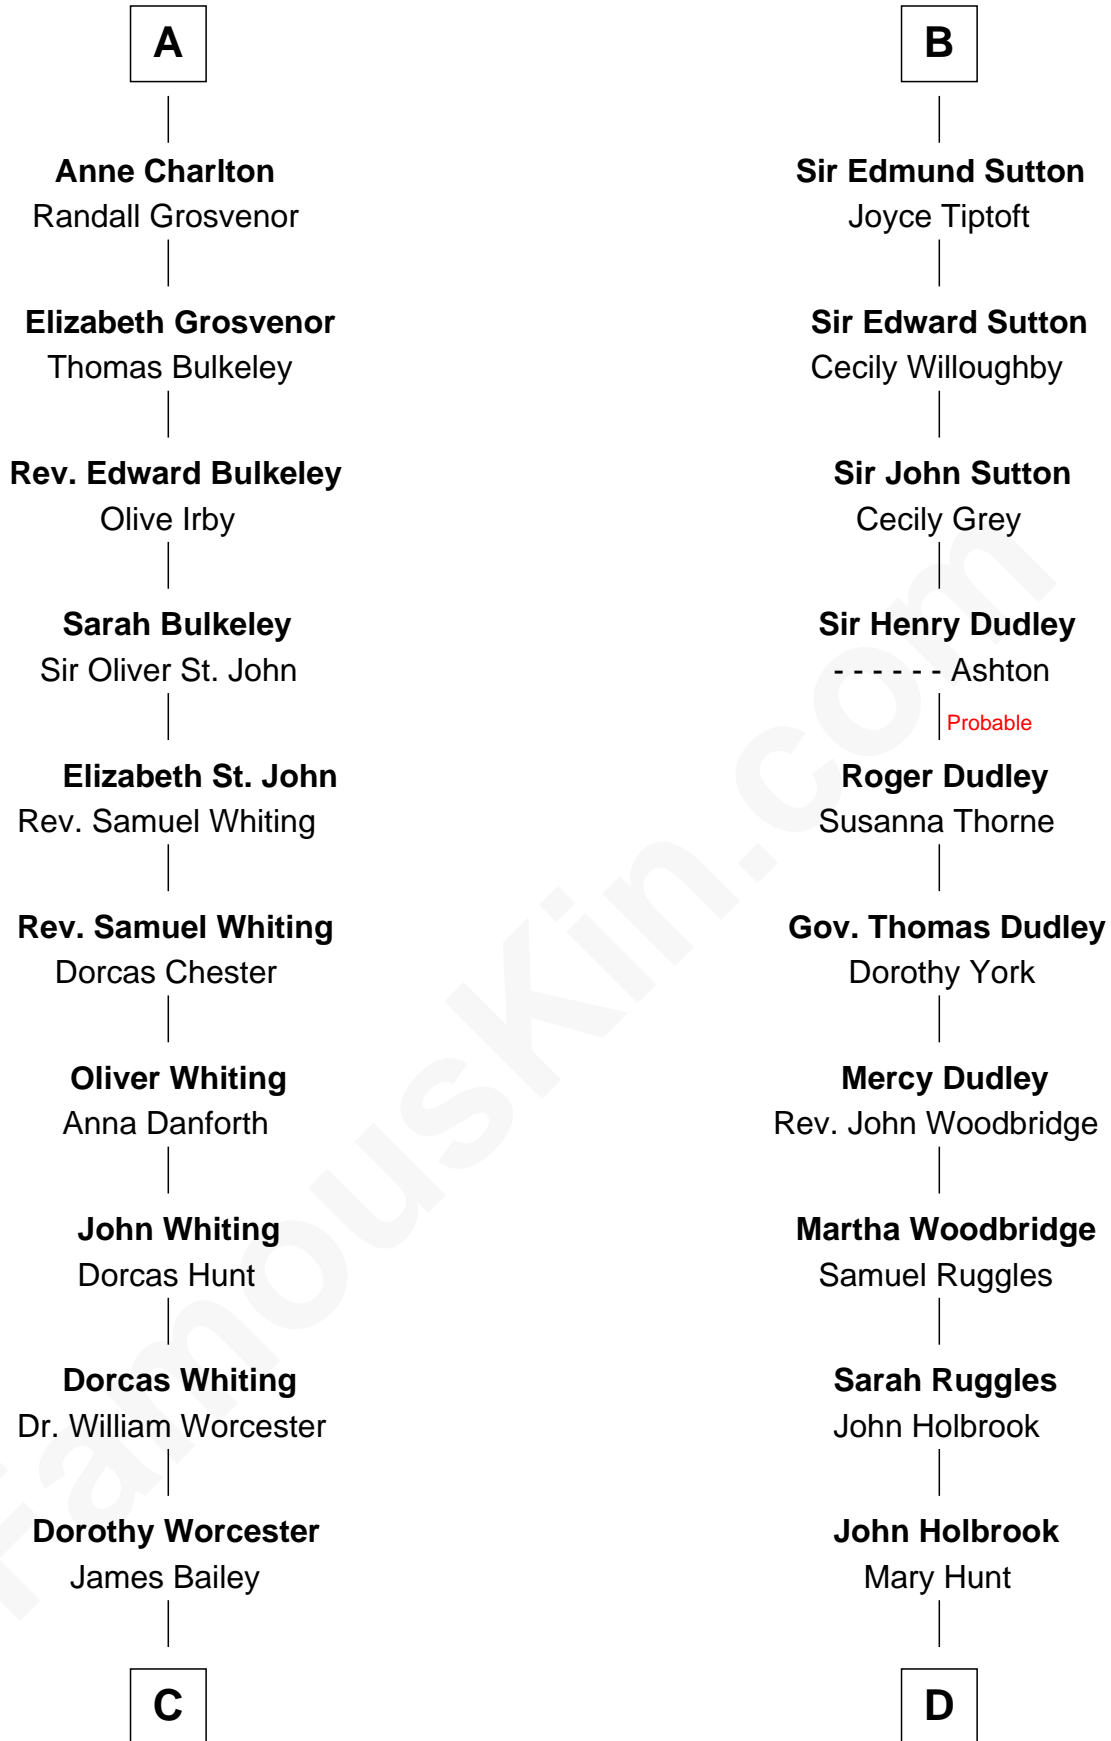 A
Anne Charlton
Randall Grosvenor
Elizabeth Grosvenor
Thomas Bulkeley
Rev. Edward Bulkeley
Olive Irby
Sarah Bulkeley
Sir Oliver St. John
Elizabeth St. John
Rev. Samuel Whiting
Rev. Samuel Whiting
Dorcas Chester
Oliver Whiting
Anna Danforth
John Whiting
Dorcas Hunt
Dorcas Whiting
Dr. William Worcester
Dorothy Worcester
James Bailey
C
B
Sir Edmund Sutton
Joyce Tiptoft
Sir Edward Sutton
Cecily Willoughby
Sir John Sutton
Cecily Grey
Sir Henry Dudley
- - - - - - Ashton
Probable
Roger Dudley
Susanna Thorne
Gov. Thomas Dudley
Dorothy York
Mercy Dudley
Rev. John Woodbridge
Martha Woodbridge
Samuel Ruggles
Sarah Ruggles
John Holbrook
John Holbrook
Mary Hunt
D
FamousKin.com